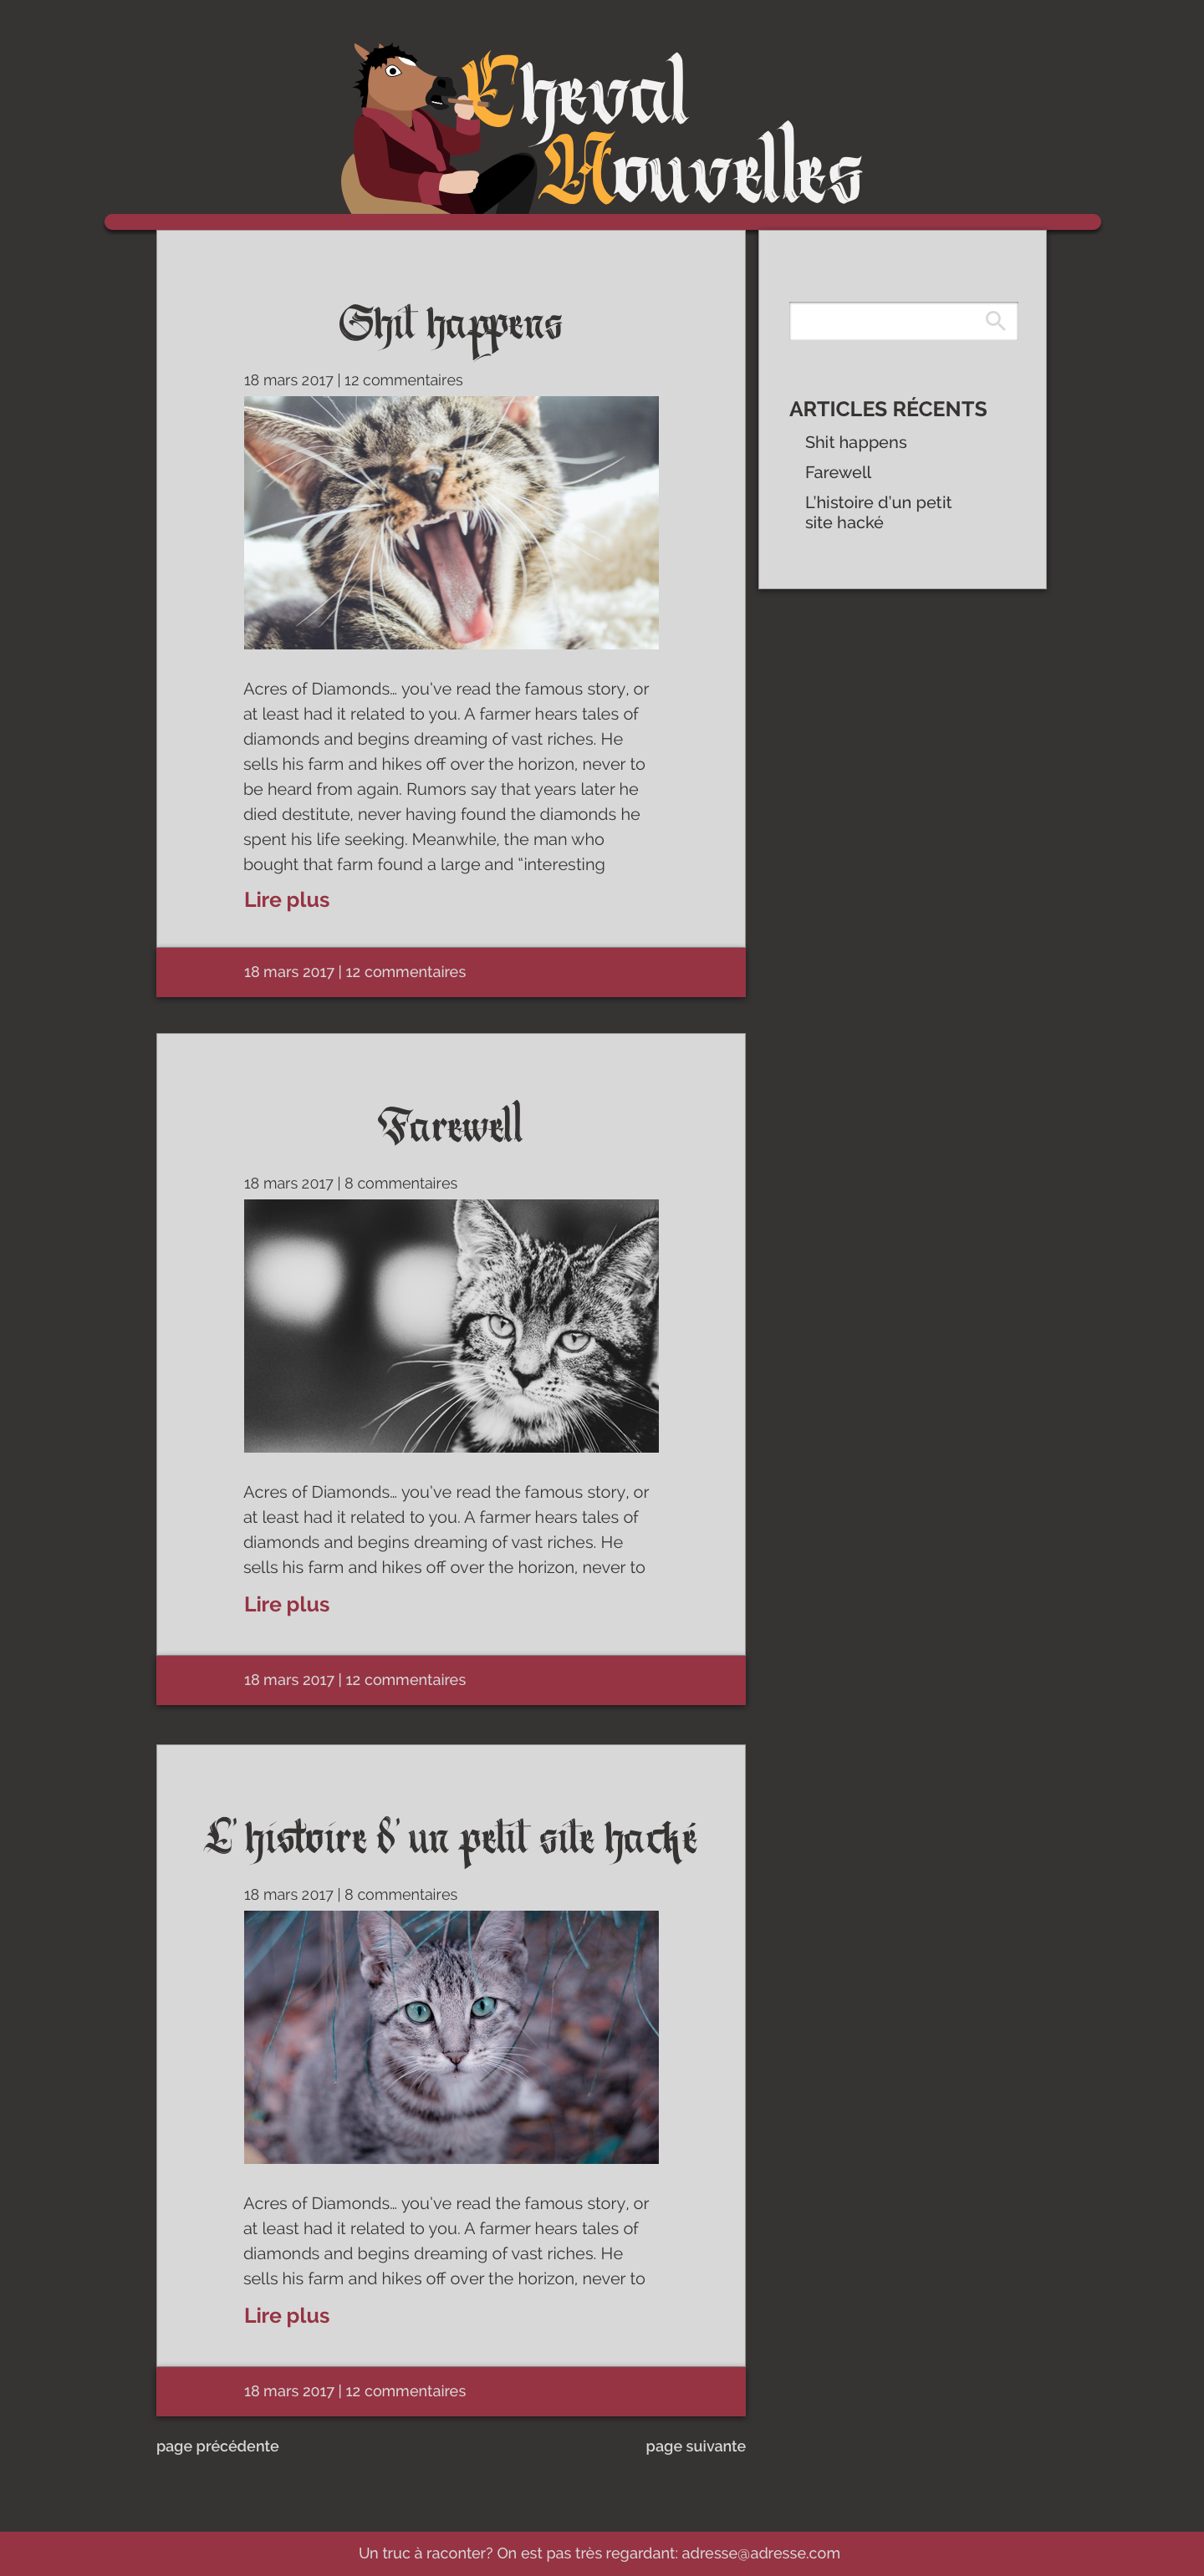 Cheval
Nouvelles
Shit happens
18 mars 2017 | 12 commentaires
Acres of Diamonds… you've read the famous story, or
at least had it related to you. A farmer hears tales of
diamonds and begins dreaming of vast riches. He
sells his farm and hikes off over the horizon, never to
be heard from again. Rumors say that years later he
died destitute, never having found the diamonds he
spent his life seeking. Meanwhile, the man who
bought that farm found a large and “interesting
Lire plus
18 mars 2017 | 12 commentaires
ARTICLES RÉCENTS
Shit happens
Farewell
L'histoire d'un petit
site hacké
Farewell
18 mars 2017 | 8 commentaires
Acres of Diamonds… you've read the famous story, or
at least had it related to you. A farmer hears tales of
diamonds and begins dreaming of vast riches. He
sells his farm and hikes off over the horizon, never to
Lire plus
18 mars 2017 | 12 commentaires
L'histoire d'un petit site hacké
18 mars 2017 | 8 commentaires
Acres of Diamonds… you've read the famous story, or
at least had it related to you. A farmer hears tales of
diamonds and begins dreaming of vast riches. He
sells his farm and hikes off over the horizon, never to
Lire plus
18 mars 2017 | 12 commentaires
page précédente
page suivante
Un truc à raconter? On est pas très regardant: adresse@adresse.com